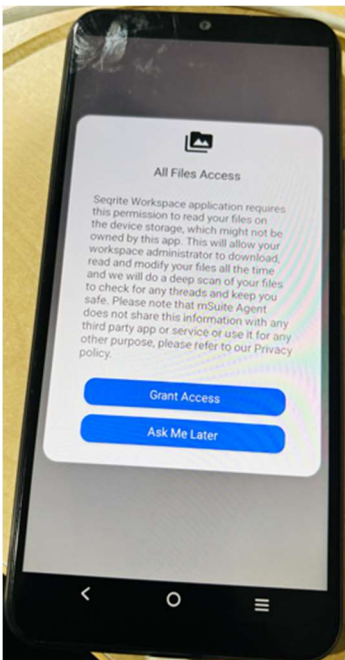 All Files Access
Seqrite Workspace application requires
this permission to read your files on
the device storage, which might not be
owned by this app. This will allow your
workspace administrator to download,
read and modify your files all the time
and we will do a deep scan of your files
to check for any threads and keep you
safe. Please note that mSuite Agent
does not share this information with any
third party app or service or use it for any
other purpose, please refer to our Privacy
policy.
Grant Access
Ask Me Later